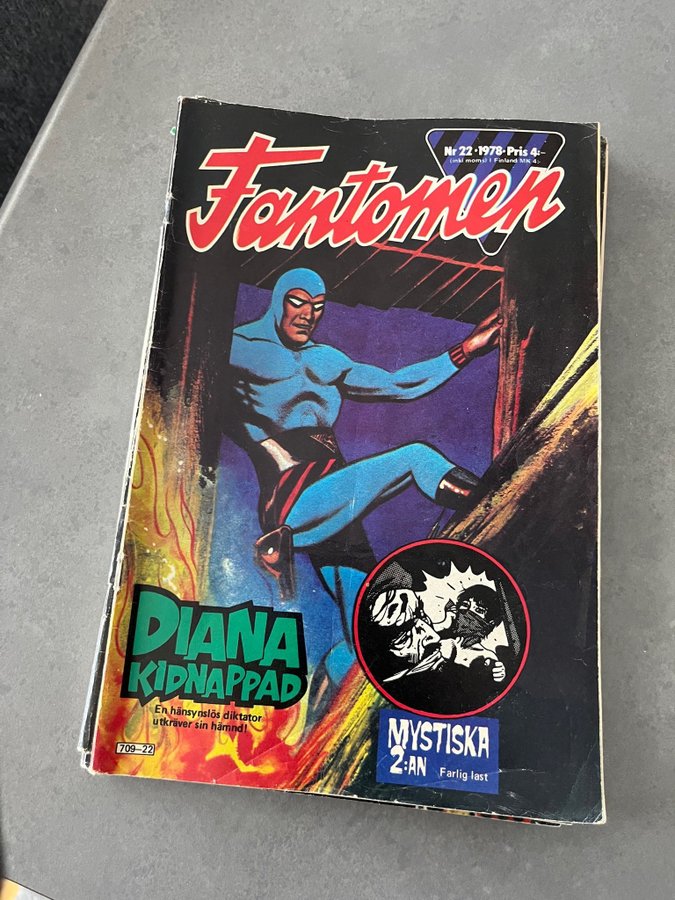 Nr 22 · 1978 · Pris 4:-
(inkl moms) I Finland MK 4:-
Fantomen
DIANA
KIDNAPPAD
En hänsynslös diktator
utkräver sin hämnd!
709-22
MYSTISKA
2:AN Farlig last